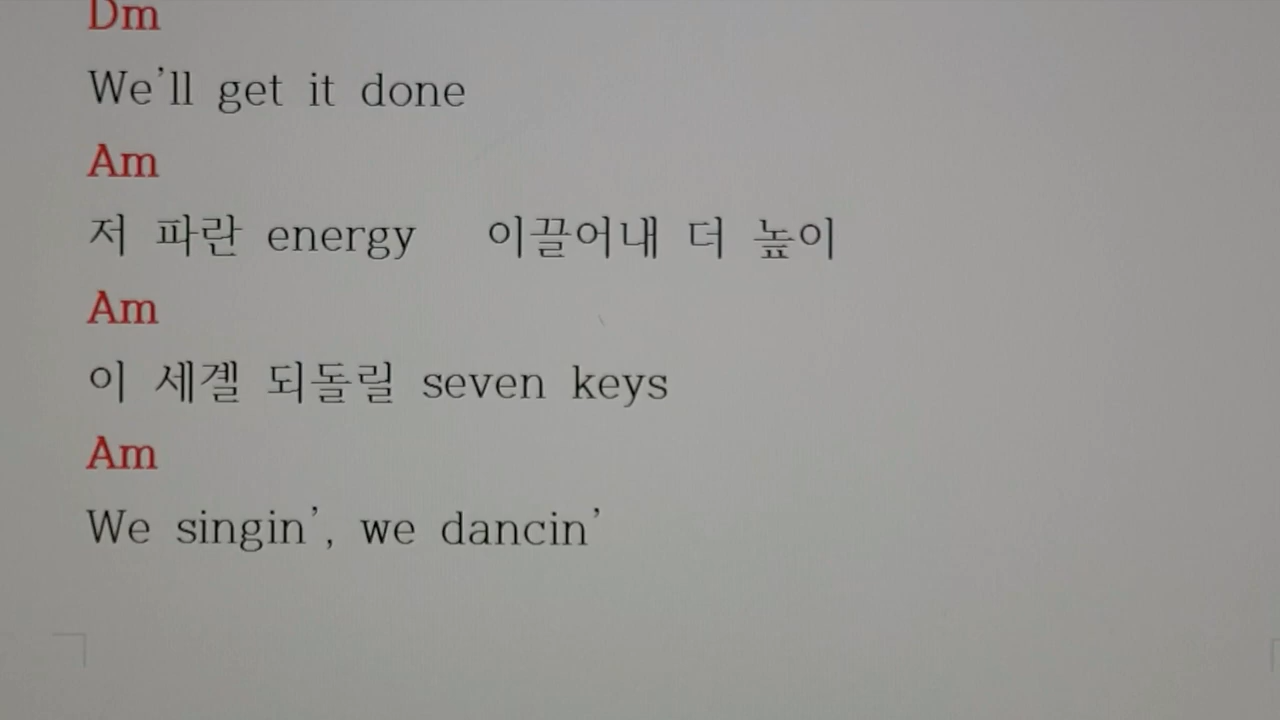 Dm
We'll get it done
Am
저 파란 energy 이끌어내 더 높이
Am
이 세곌 되돌릴 seven keys
Am
We singin', we dancin'